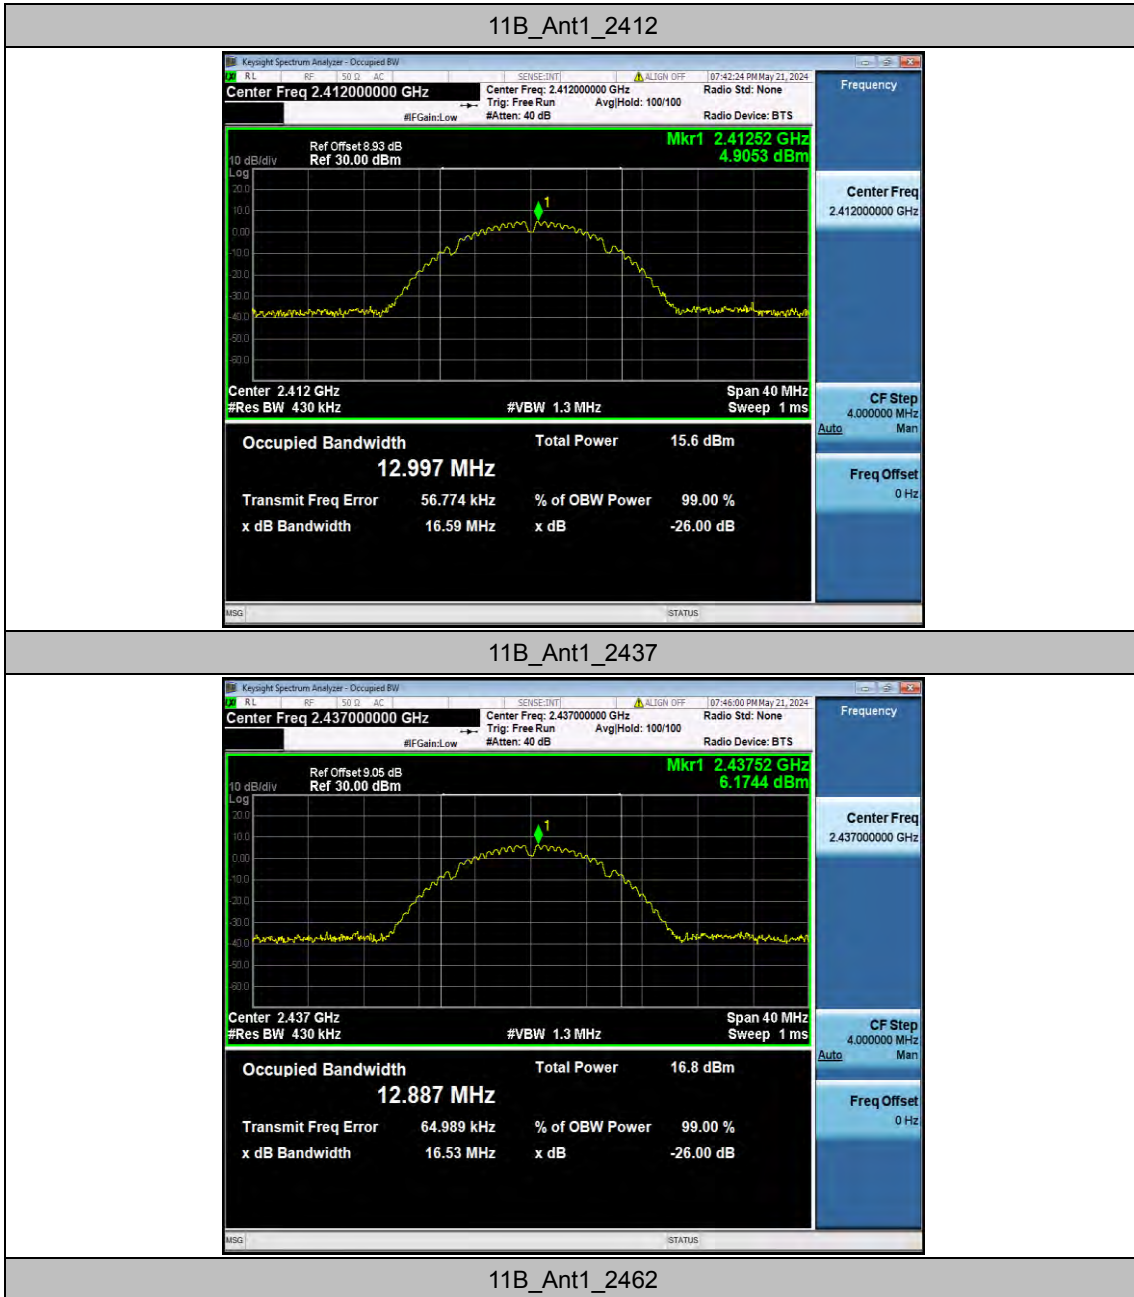 11B_Ant1_2412
Keysight Spectrum Analyzer - Occupied BW
RL RF 50 Ω AC SENSE:INT ALIGN OFF 07:42:24 PM May 21, 2024
Center Freq 2.412000000 GHz
Center Freq: 2.412000000 GHz Radio Std: None
Trig: Free Run Avg|Hold: 100/100
#IFGain:Low #Atten: 40 dB Radio Device: BTS
Frequency
Mkr1 2.41252 GHz
4.9053 dBm
Ref Offset 8.93 dB
10 dB/div Ref 30.00 dBm
Log
20.0
10.0
0.00
-10.0
-20.0
-30.0
-40.0
-50.0
-60.0
1
Center 2.412 GHz Span 40 MHz
#Res BW 430 kHz #VBW 1.3 MHz Sweep 1 ms
Center Freq
2.412000000 GHz
CF Step
4.000000 MHz
Auto Man
Freq Offset
0 Hz
Occupied Bandwidth Total Power 15.6 dBm
12.997 MHz
Transmit Freq Error 56.774 kHz % of OBW Power 99.00 %
x dB Bandwidth 16.59 MHz x dB -26.00 dB
MSG STATUS
11B_Ant1_2437
Keysight Spectrum Analyzer - Occupied BW
RL RF 50 Ω AC SENSE:INT ALIGN OFF 07:46:00 PM May 21, 2024
Center Freq 2.437000000 GHz
Center Freq: 2.437000000 GHz Radio Std: None
Trig: Free Run Avg|Hold: 100/100
#IFGain:Low #Atten: 40 dB Radio Device: BTS
Frequency
Mkr1 2.43752 GHz
6.1744 dBm
Ref Offset 9.05 dB
10 dB/div Ref 30.00 dBm
Log
20.0
10.0
0.00
-10.0
-20.0
-30.0
-40.0
-50.0
-60.0
1
Center 2.437 GHz Span 40 MHz
#Res BW 430 kHz #VBW 1.3 MHz Sweep 1 ms
Center Freq
2.437000000 GHz
CF Step
4.000000 MHz
Auto Man
Freq Offset
0 Hz
Occupied Bandwidth Total Power 16.8 dBm
12.887 MHz
Transmit Freq Error 64.989 kHz % of OBW Power 99.00 %
x dB Bandwidth 16.53 MHz x dB -26.00 dB
MSG STATUS
11B_Ant1_2462